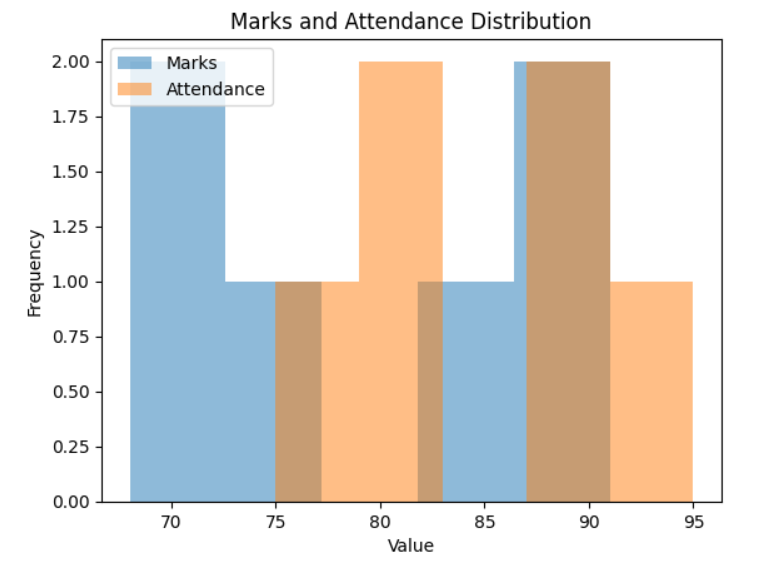 Marks and Attendance Distribution
Marks
Attendance
2.00
1.75
1.50
1.25
1.00
0.75
0.50
0.25
0.00
Frequency
70 75 80 85 90 95
Value